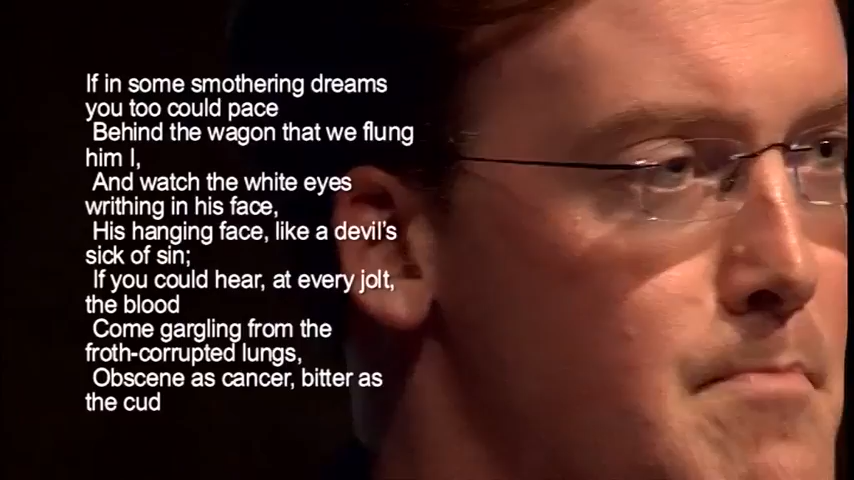 If in some smothering dreams
you too could pace
Behind the wagon that we flung
him I,
And watch the white eyes
writhing in his face,
His hanging face, like a devil's
sick of sin;
If you could hear, at every jolt,
the blood
Come gargling from the
froth-corrupted lungs,
Obscene as cancer, bitter as
the cud